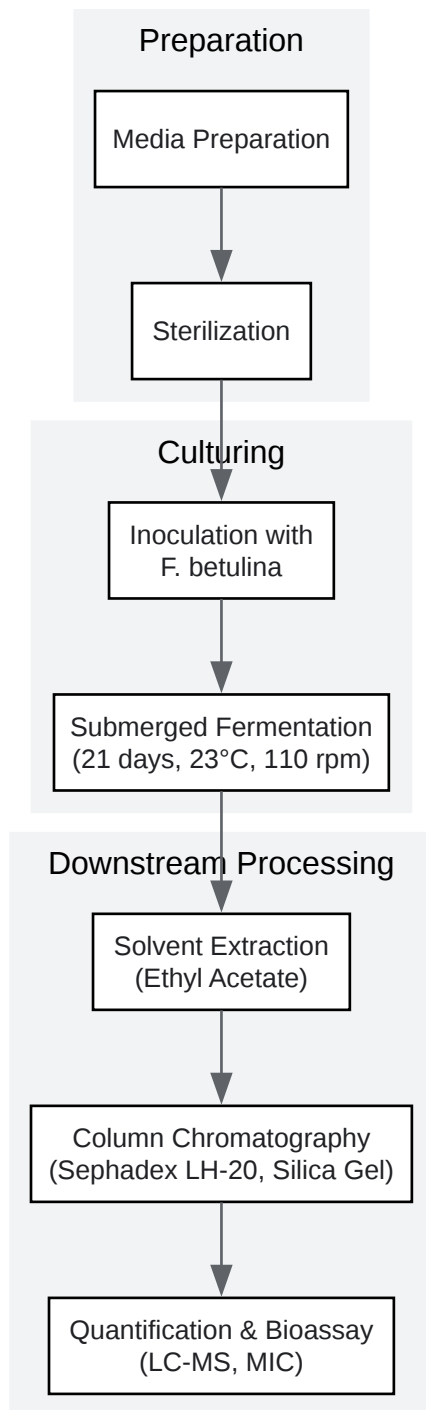 Preparation
Media Preparation
Sterilization
Culturing
Inoculation with
F. betulina
Submerged Fermentation
(21 days, 23°C, 110 rpm)
Downstream Processing
Solvent Extraction
(Ethyl Acetate)
Column Chromatography
(Sephadex LH-20, Silica Gel)
Quantification & Bioassay
(LC-MS, MIC)